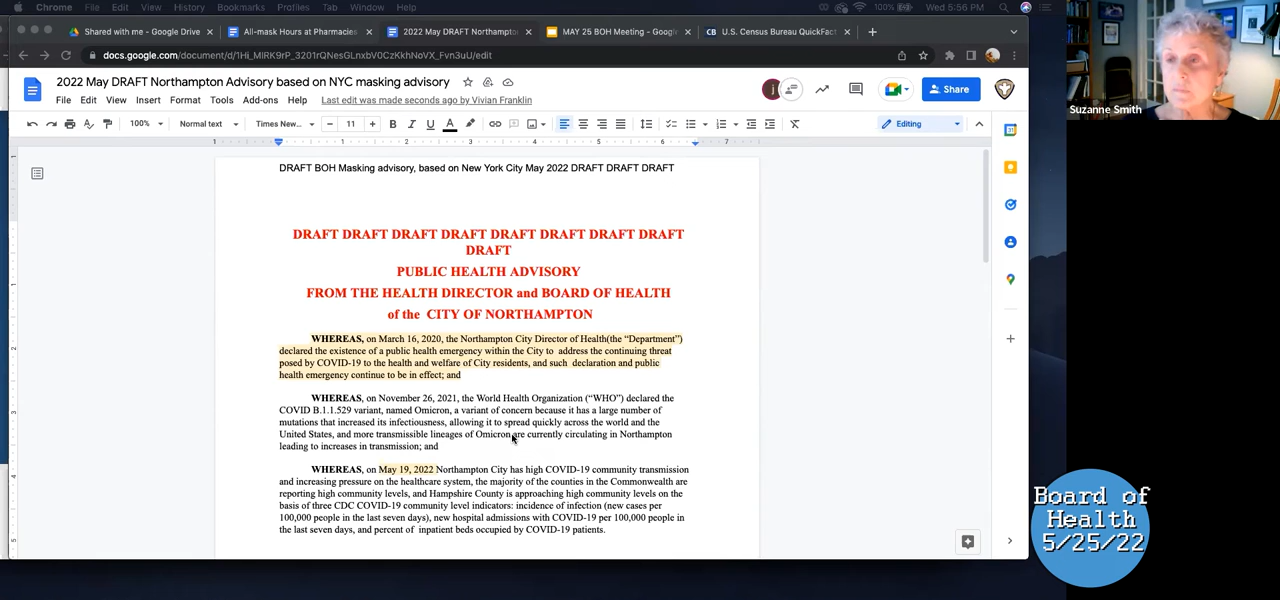 Chrome File Edit View History Bookmarks Profiles Tab Window Help 100% Wed 5:56 PM
Shared with me - Google Drive All-mask Hours at Pharmacies 2022 May DRAFT Northampton MAY 25 BOH Meeting - Google U.S. Census Bureau QuickFact
docs.google.com/document/d/1Hi_MIRK9rP_3201rQNesGLnxbV0CzKkhNoVX_Fvn3uU/edit
2022 May DRAFT Northampton Advisory based on NYC masking advisory
Share
File Edit View Insert Format Tools Add-ons Help Last edit was made seconds ago by Vivian Franklin
100% Normal text Times New... 11 Editing
DRAFT BOH Masking advisory, based on New York City May 2022 DRAFT DRAFT DRAFT
DRAFT DRAFT DRAFT DRAFT DRAFT DRAFT DRAFT DRAFT
DRAFT
PUBLIC HEALTH ADVISORY
FROM THE HEALTH DIRECTOR and BOARD OF HEALTH
of the CITY OF NORTHAMPTON
WHEREAS, on March 16, 2020, the Northampton City Director of Health(the “Department”)
declared the existence of a public health emergency within the City to address the continuing threat
posed by COVID-19 to the health and welfare of City residents, and such declaration and public
health emergency continue to be in effect; and
WHEREAS, on November 26, 2021, the World Health Organization (“WHO”) declared the
COVID B.1.1.529 variant, named Omicron, a variant of concern because it has a large number of
mutations that increased its infectiousness, allowing it to spread quickly across the world and the
United States, and more transmissible lineages of Omicron are currently circulating in Northampton
leading to increases in transmission; and
WHEREAS, on May 19, 2022 Northampton City has high COVID-19 community transmission
and increasing pressure on the healthcare system, the majority of the counties in the Commonwealth are
reporting high community levels, and Hampshire County is approaching high community levels on the
basis of three CDC COVID-19 community level indicators: incidence of infection (new cases per
100,000 people in the last seven days), new hospital admissions with COVID-19 per 100,000 people in
the last seven days, and percent of inpatient beds occupied by COVID-19 patients.
Suzanne Smith
Board of
Health
5/25/22